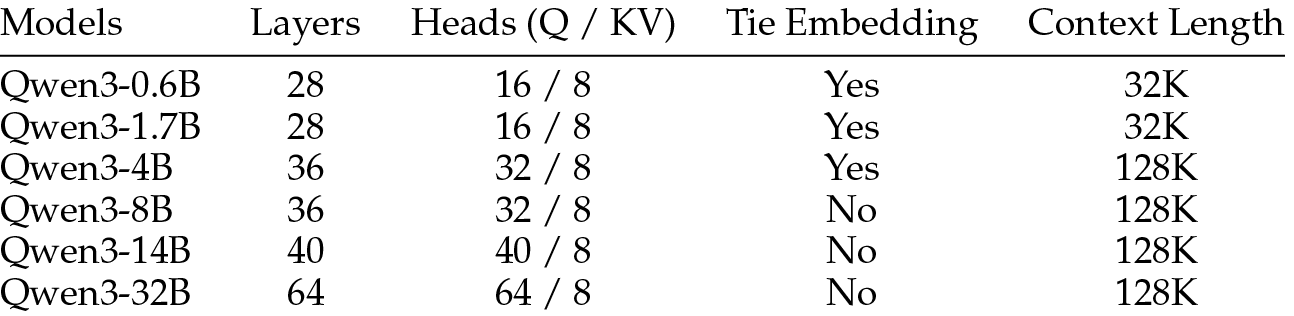 Models Layers Heads (Q / KV) Tie Embedding Context Length
Qwen3-0.6B 28 16 / 8 Yes 32K
Qwen3-1.7B 28 16 / 8 Yes 32K
Qwen3-4B 36 32 / 8 Yes 128K
Qwen3-8B 36 32 / 8 No 128K
Qwen3-14B 40 40 / 8 No 128K
Qwen3-32B 64 64 / 8 No 128K